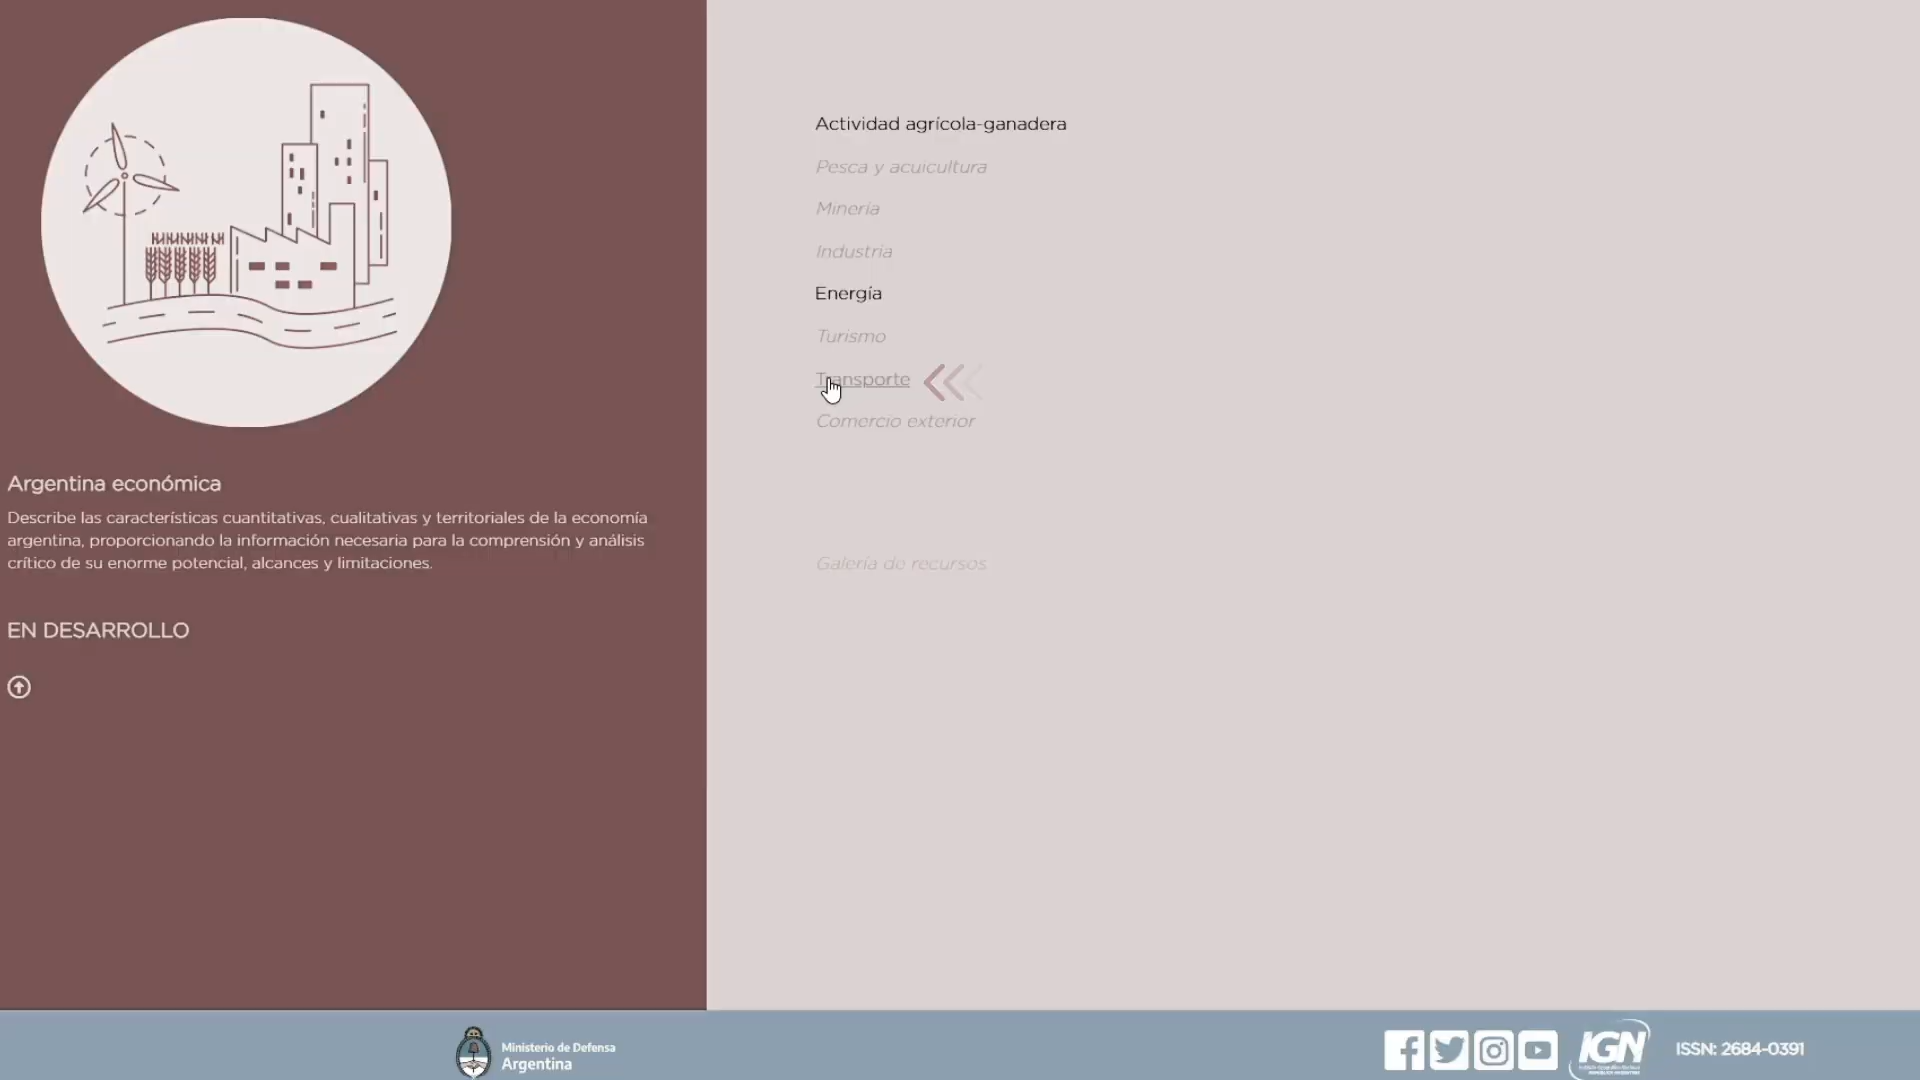 Argentina económica
Describe las características cuantitativas, cualitativas y territoriales de la economía
argentina, proporcionando la información necesaria para la comprensión y análisis
crítico de su enorme potencial, alcances y limitaciones.
EN DESARROLLO
Actividad agrícola-ganadera
Pesca y acuicultura
Minería
Industria
Energía
Turismo
Transporte
Comercio exterior
Galería de recursos
Ministerio de Defensa
Argentina
IGN
ISSN: 2684-0391